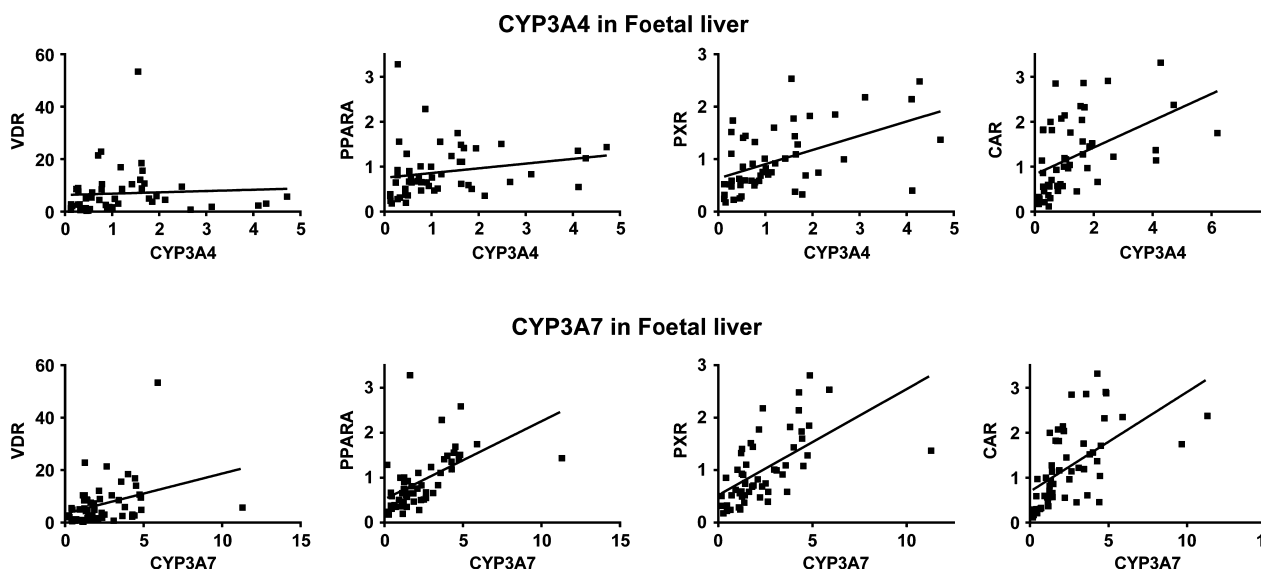 CYP3A4 in Foetal liver
VDR
60
40
20
0
0 1 2 3 4 5
CYP3A4
PPARA
3
2
1
0
0 1 2 3 4 5
CYP3A4
PXR
3
2
1
0
0 1 2 3 4 5
CYP3A4
CAR
3
2
1
0
0 2 4 6
CYP3A4
CYP3A7 in Foetal liver
VDR
60
40
20
0
0 5 10 15
CYP3A7
PPARA
3
2
1
0
0 5 10 15
CYP3A7
PXR
3
2
1
0
0 5 10
CYP3A7
CAR
3
2
1
0
0 5 10
CYP3A7